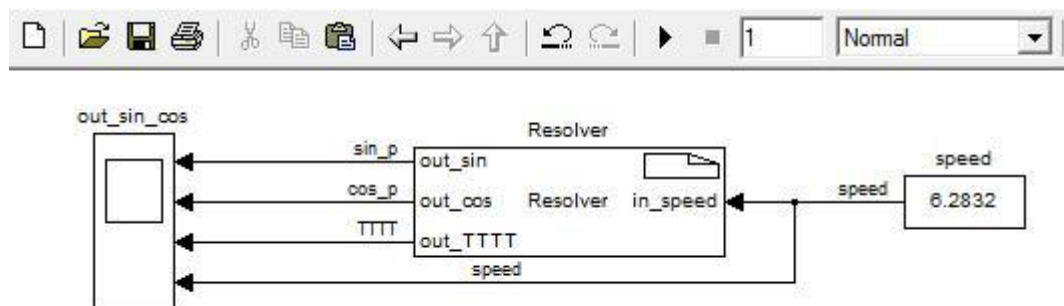 1 Normal
out_sin_cos
Resolver
speed
sin_p out_sin
cos_p out_cos Resolver in_speed speed 6.2832
TTTT out_TTTT
speed